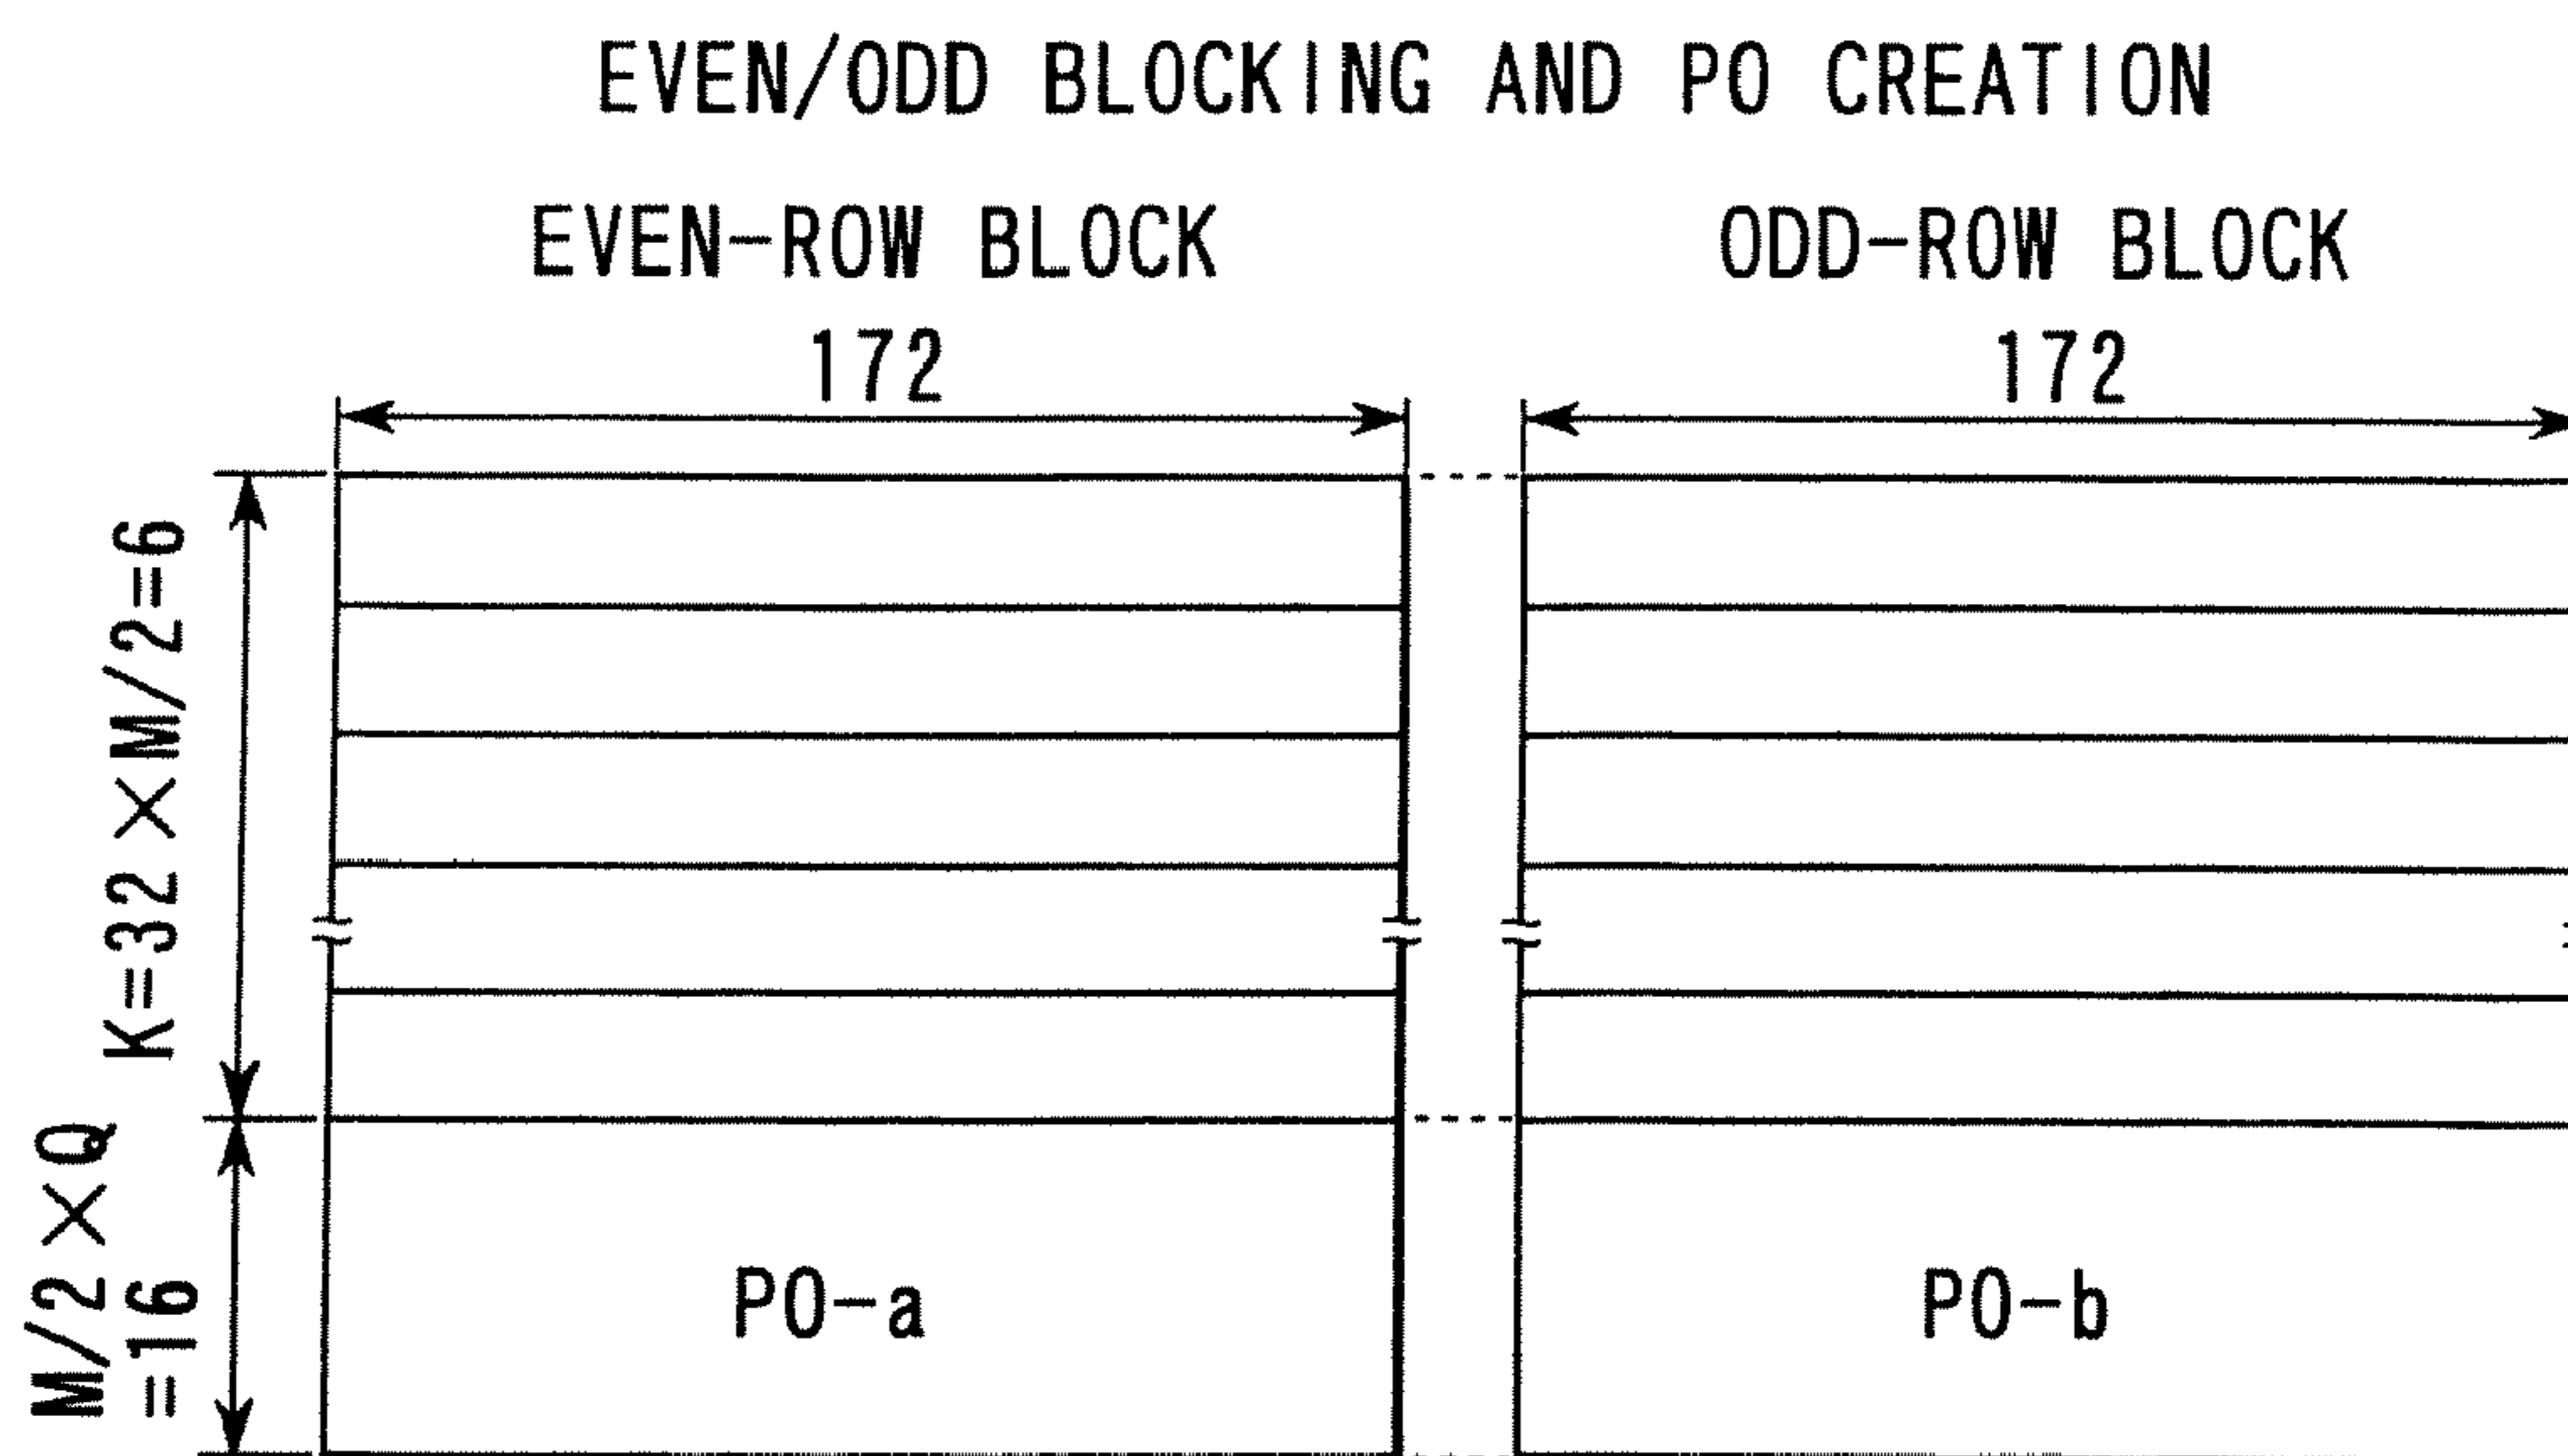 EVEN/ODD BLOCKING AND PO CREATION
EVEN-ROW BLOCK
ODD-ROW BLOCK
172
172
K=32×M/2=6
M/2×Q
=16
PO-a
PO-b